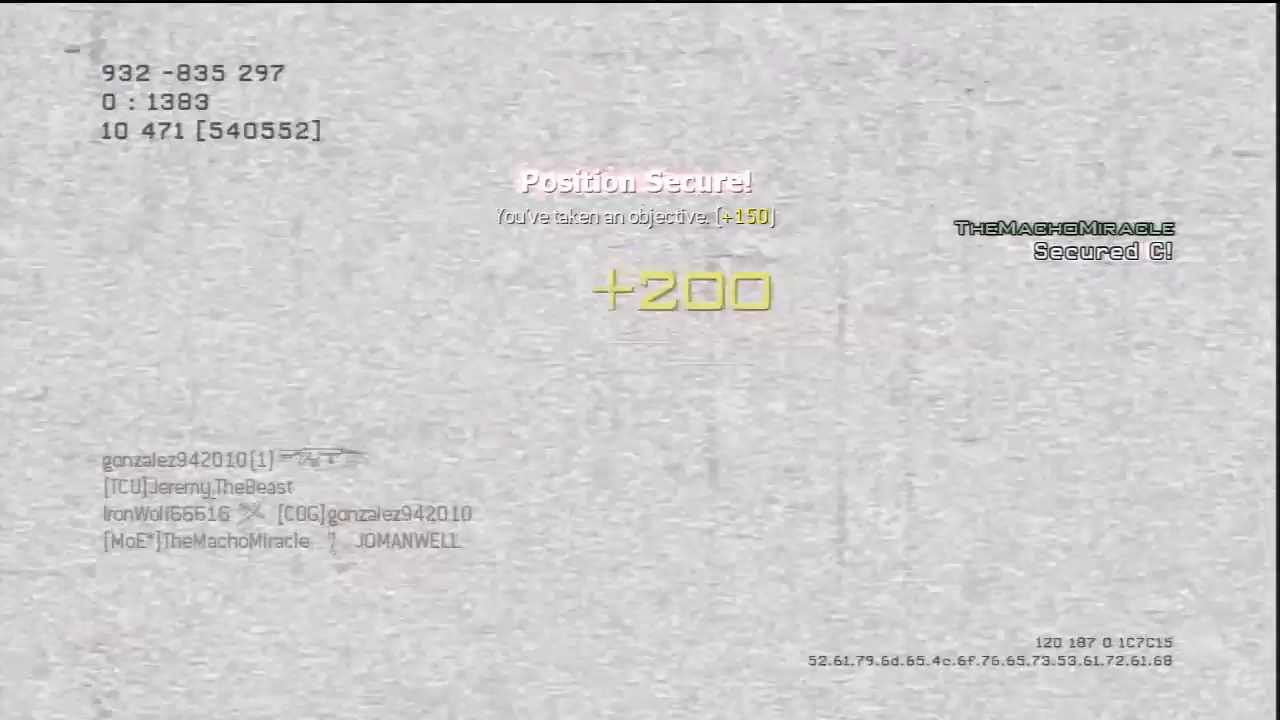 932 -835 297
0 : 1383
10 471 [540552]
Position Secure!
You've taken an objective. [+150]
THEMACHOMIRACLE
Secured C!
+200
gonzalez942010[1]
[TCU]Jeremy,TheBeast
IronWolf66616 [COG]gonzalez942010
[MoE*]TheMachoMiracle JOMANWELL
120 187 0 1C7C15
52.61.79.6d.65.4c.6f.76.65.73.53.61.72.61.68